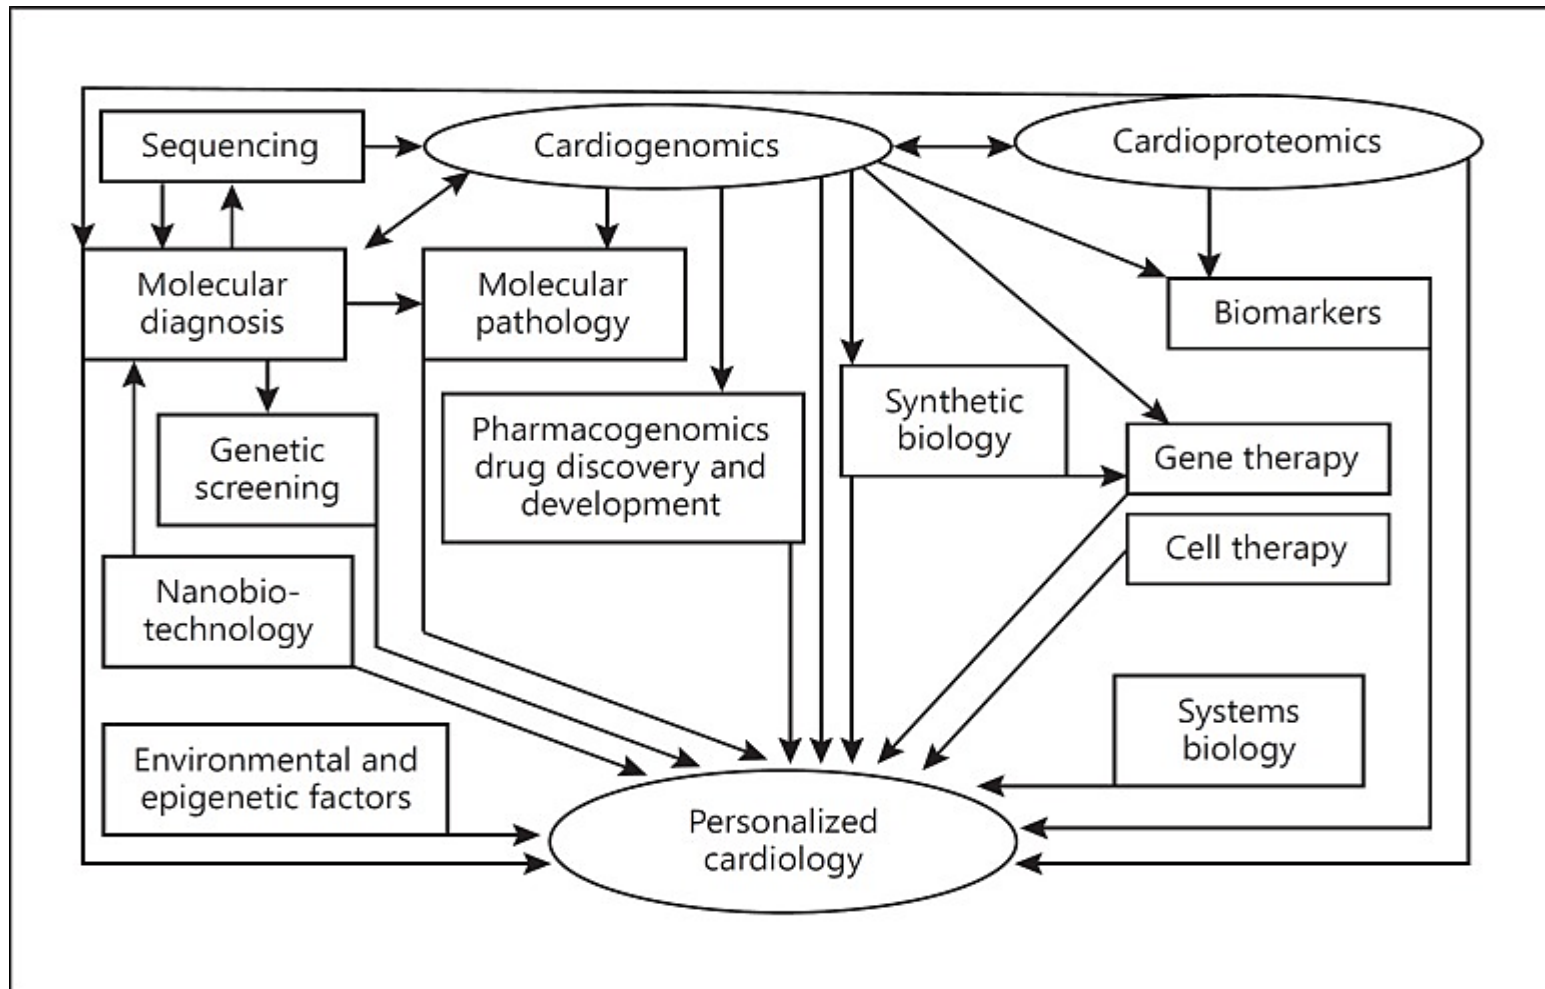 Sequencing
Cardiogenomics
Cardioproteomics
Molecular
diagnosis
Molecular
pathology
Biomarkers
Genetic
screening
Pharmacogenomics
drug discovery and
development
Synthetic
biology
Gene therapy
Cell therapy
Nanobio-
technology
Systems
biology
Environmental and
epigenetic factors
Personalized
cardiology